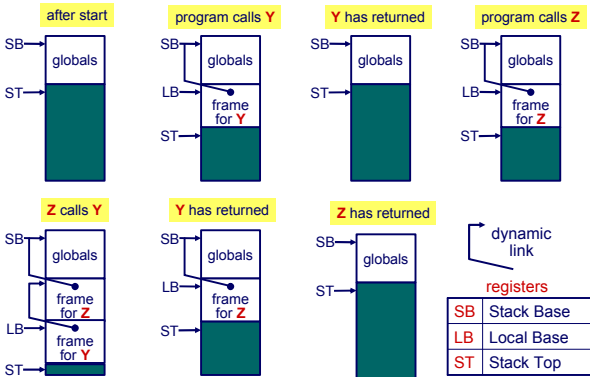 after start
SB
globals
ST
program calls Y
SB
globals
LB
frame
for Y
ST
Y has returned
SB
globals
ST
program calls Z
SB
globals
LB
frame
for Z
ST
Z calls Y
SB
globals
frame
for Z
LB
frame
for Y
ST
Y has returned
SB
globals
LB
frame
for Z
ST
Z has returned
SB
globals
ST
dynamic
link
registers
SB Stack Base
LB Local Base
ST Stack Top